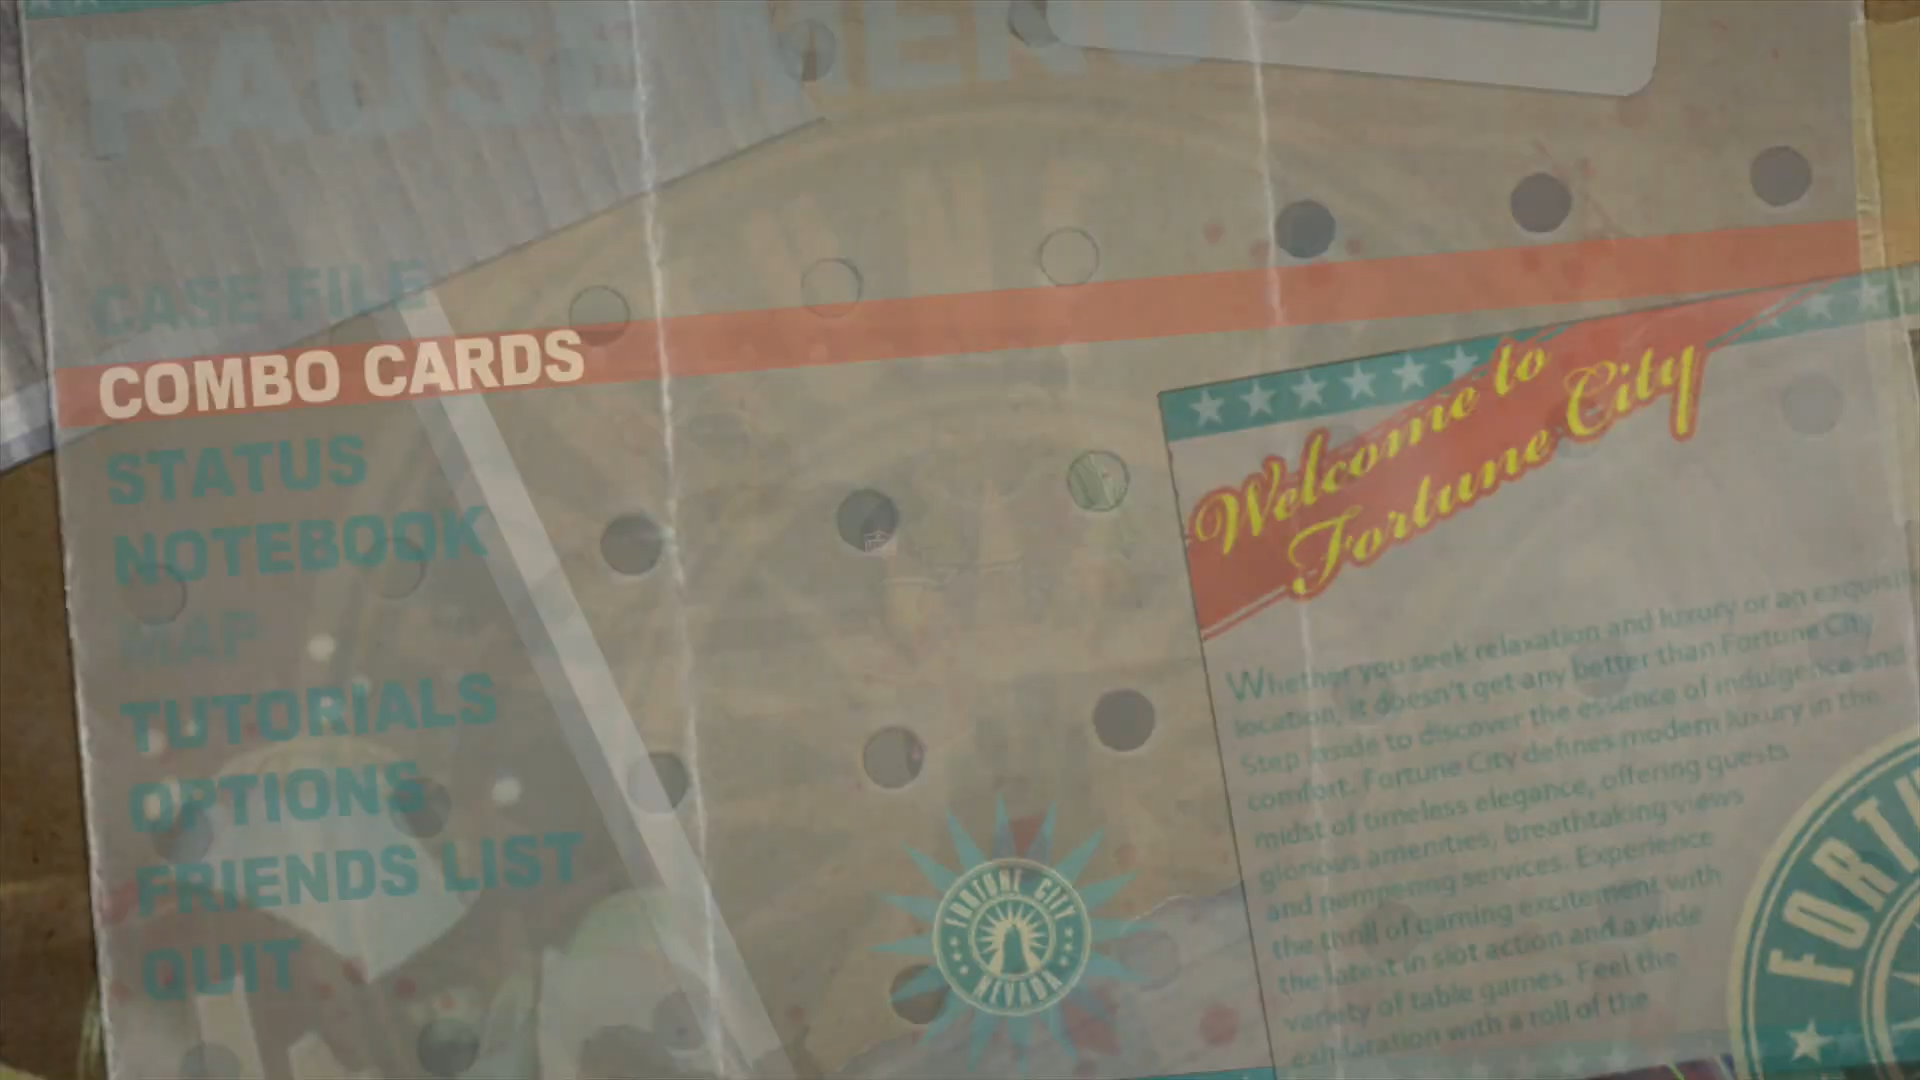 PAUSE MENU
CASE FILE
COMBO CARDS
STATUS
NOTEBOOK
MAP
TUTORIALS
OPTIONS
FRIENDS LIST
QUIT
Welcome to
Fortune City
Whether you seek relaxation and luxury or an exquisite
location, it doesn't get any better than Fortune City
Step inside to discover the essence of indulgence and
comfort. Fortune City defines modern luxury in the
midst of timeless elegance, offering guests
glorious amenities, breathtaking views
and pampering services. Experience
the thrill of gaming excitement with
the latest in slot action and a wide
variety of table games. Feel the
exhilaration with a roll of the
FORTUNE CITY
NEVADA
FORTU